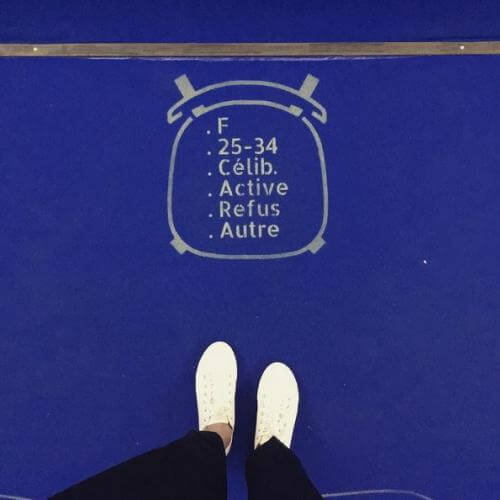 . F
. 25-34
. Célib.
. Active
. Refus
. Autre